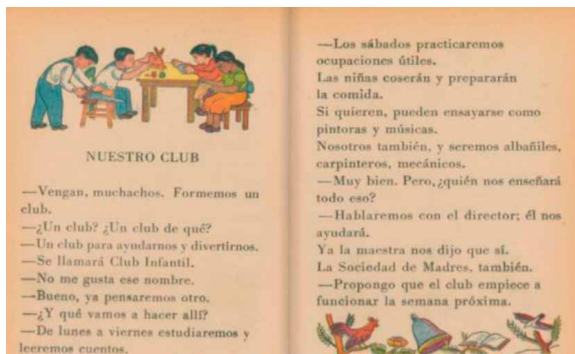 NUESTRO CLUB
—Vengan, muchachos. Formemos un
club.
—¿Un club? ¿Un club de qué?
—Un club para ayudarnos y divertirnos.
—Se llamará Club Infantil.
—No me gusta ese nombre.
—Bueno, ya pensaremos otro.
—¿Y qué vamos a hacer allí?
—De lunes a viernes estudiaremos y
leeremos cuentos.
—Los sábados practicaremos
ocupaciones útiles.
Las niñas coserán y prepararán
la comida.
Si quieren, pueden ensayarse como
pintoras y músicas.
Nosotros también, y seremos albañiles,
carpinteros, mecánicos.
—Muy bien. Pero, ¿quién nos enseñará
todo eso?
—Hablaremos con el director; él nos
ayudará.
Ya la maestra nos dijo que sí.
La Sociedad de Madres, también.
—Propongo que el club empiece a
funcionar la semana próxima.